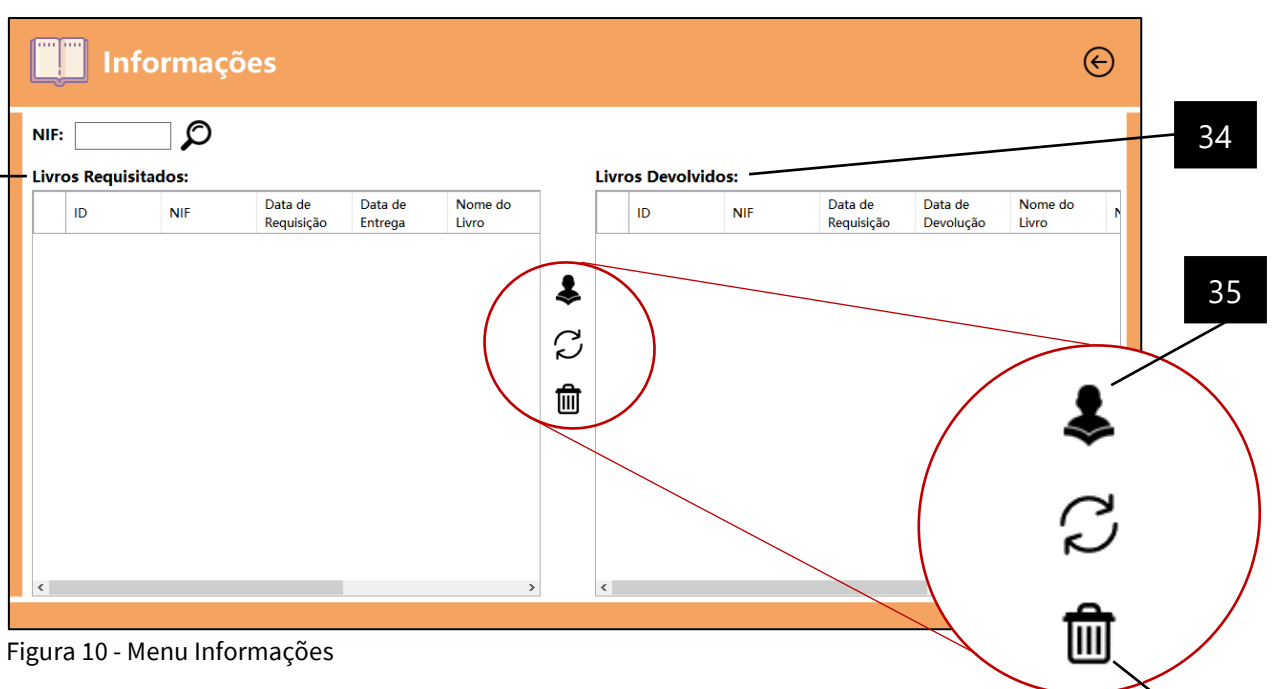 Informações
NIF:
34
Livros Requisitados:
Livros Devolvidos:
ID NIF Data de Requisição Data de Entrega Nome do Livro
ID NIF Data de Requisição Data de Devolução Nome do Livro
35
Figura 10 - Menu Informações